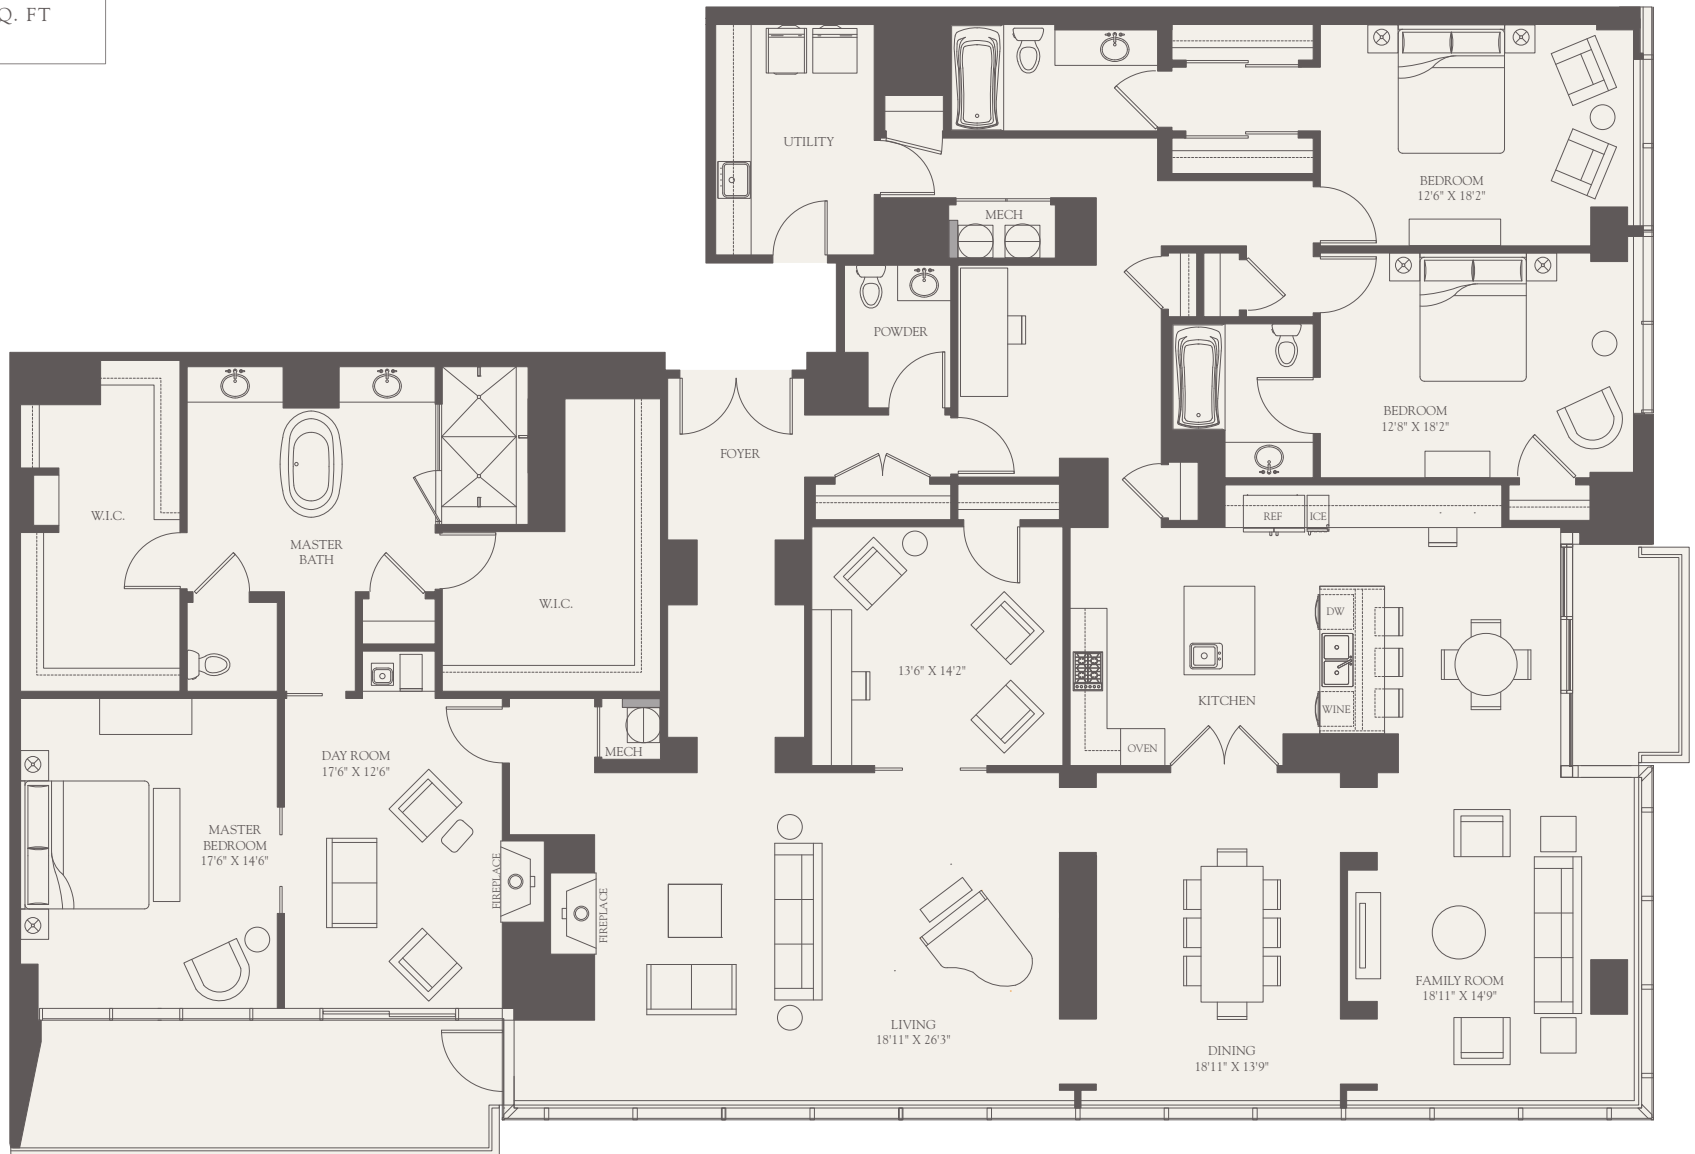 Q. FT
UTILITY
MECH
BEDROOM
12'6" X 18'2"
POWDER
BEDROOM
12'8" X 18'2"
FOYER
W.I.C.
MASTER
BATH
REF
ICE
W.I.C.
DW
13'6" X 14'2"
KITCHEN
WINE
OVEN
MECH
DAY ROOM
17'6" X 12'6"
MASTER
BEDROOM
17'6" X 14'6"
FIREPLACE
FIREPLACE
FAMILY ROOM
18'11" X 14'9"
LIVING
18'11" X 26'3"
DINING
18'11" X 13'9"